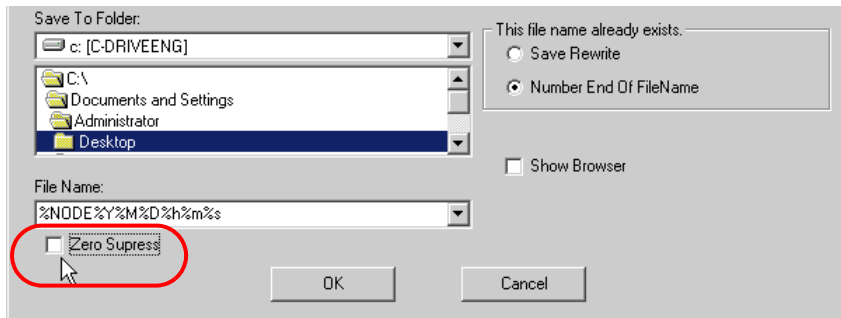 Save To Folder:
c: [C-DRIVEENG]
C:\
Documents and Settings
Administrator
Desktop
File Name:
%NODE%Y%M%D%h%m%s
Zero Supress
This file name already exists.
Save Rewrite
Number End Of FileName
Show Browser
OK
Cancel